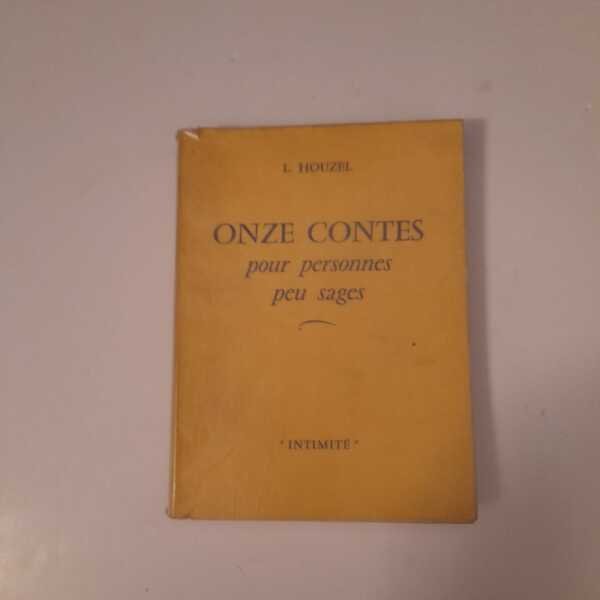 L. HOUZEL
ONZE CONTES
pour personnes
peu sages
"INTIMITÉ"